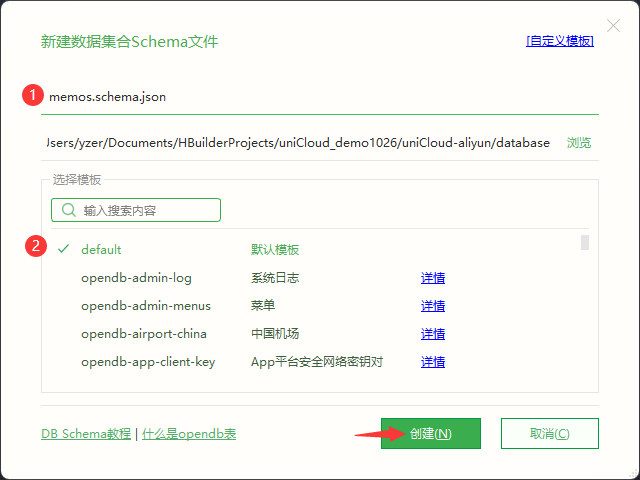 新建数据集合Schema文件 [自定义模板]
1 memos.schema.json
Jsers/yzer/Documents/HBuilderProjects/uniCloud_demo1026/uniCloud-aliyun/database 浏览
选择模板
输入搜索内容
2 default 默认模板
opendb-admin-log 系统日志 详情
opendb-admin-menus 菜单 详情
opendb-airport-china 中国机场 详情
opendb-app-client-key App平台安全网络密钥对 详情
DB Schema教程 | 什么是opendb表 创建(N) 取消(C)